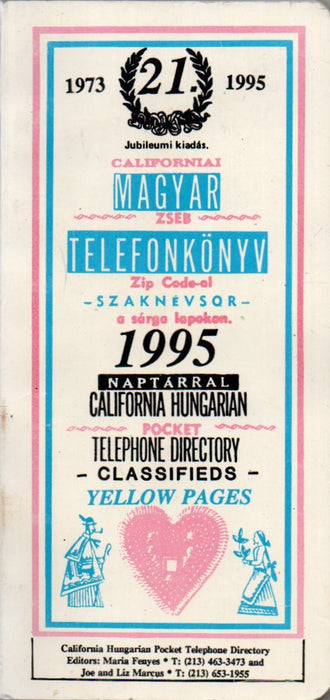 1973 21. 1995
Jubileumi kiadás.
CALIFORNIAI
MAGYAR
ZSEB
TELEFONKÖNYV
Zip Code-al
-SZAKNÉVSOR-
a sárga lapokon.
1995
NAPTÁRRAL
CALIFORNIA HUNGARIAN
POCKET
TELEPHONE DIRECTORY
- CLASSIFIEDS -
YELLOW PAGES
California Hungarian Pocket Telephone Directory
Editors: Maria Fenyes * T: (213) 463-3473 and
Joe and Liz Marcus * T: (213) 653-1955